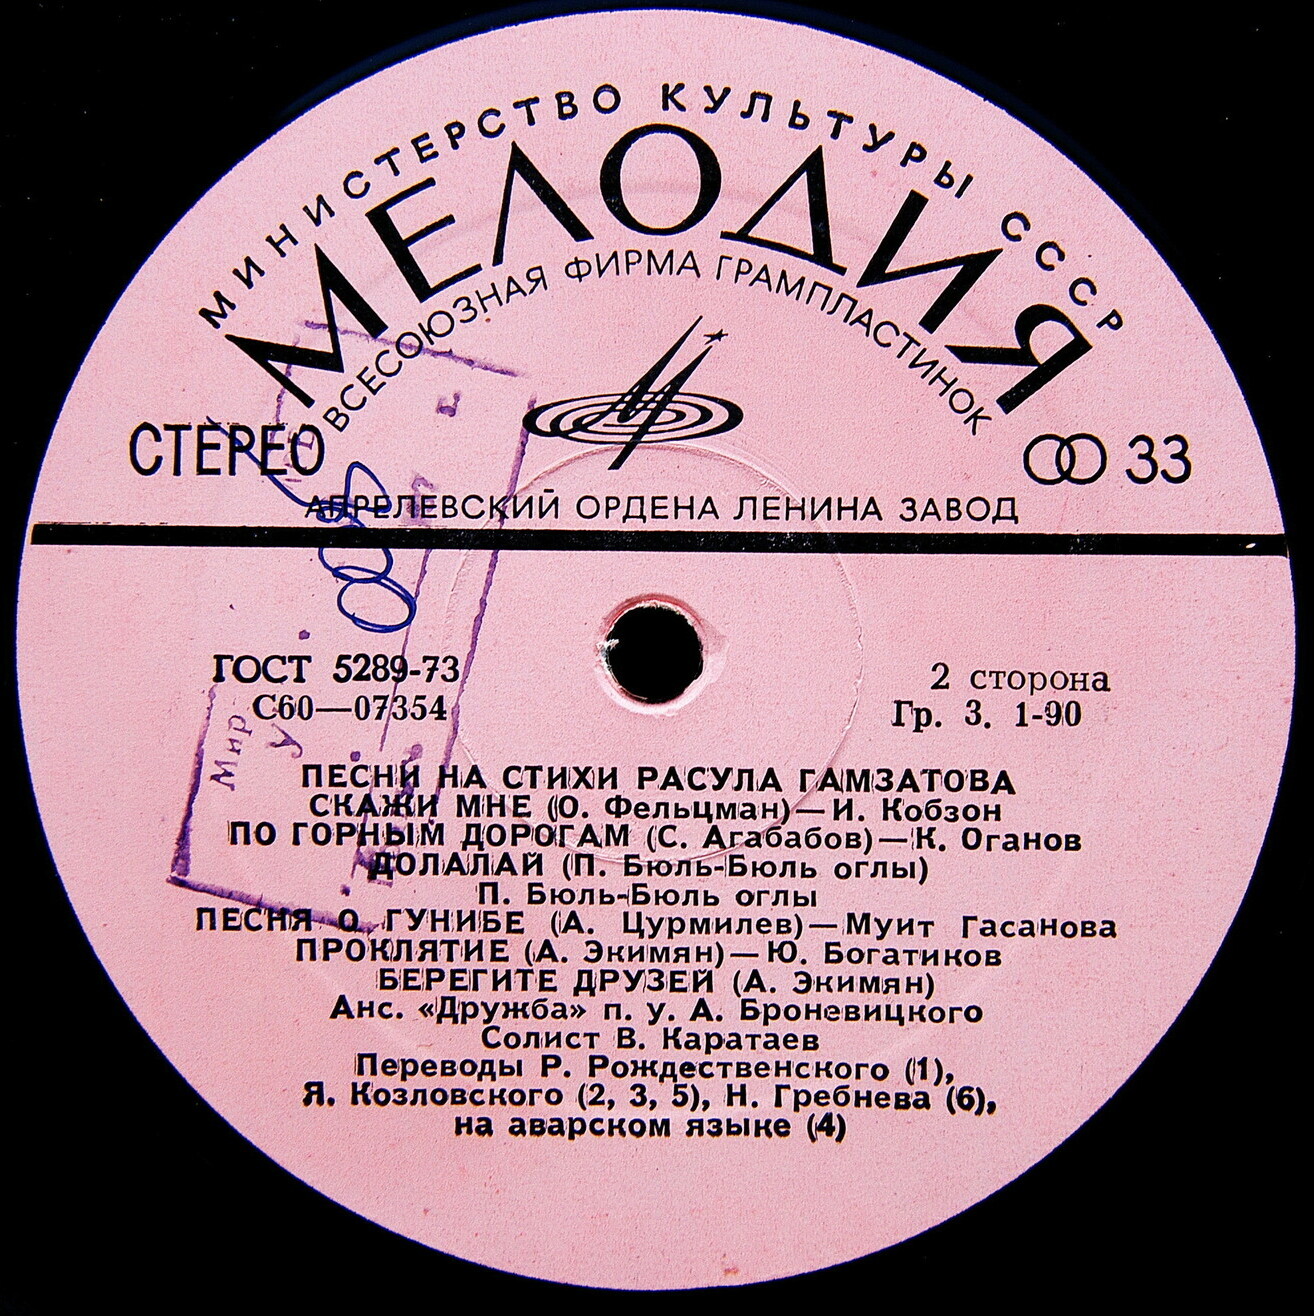 МИНИСТЕРСТВО КУЛЬТУРЫ СССР
МЕЛОДИЯ
ВСЕСОЮЗНАЯ ФИРМА ГРАМПЛАСТИНОК
СТЕРЕО
33
АПРЕЛЕВСКИЙ ОРДЕНА ЛЕНИНА ЗАВОД
ГОСТ 5289-73
2 сторона
С60—07354
Гр. 3. 1-90
Мир
ПЕСНИ НА СТИХИ РАСУЛА ГАМЗАТОВА
СКАЖИ МНЕ (О. Фельцман)—И. Кобзон
ПО ГОРНЫМ ДОРОГАМ (С. Агабабов)—К. Оганов
ДОЛАЛАЙ (П. Бюль-Бюль оглы)
П. Бюль-Бюль оглы
ПЕСНЯ О ГУНИБЕ (А. Цурмилев)—Муит Гасанова
ПРОКЛЯТИЕ (А. Экимян)—Ю. Богатиков
БЕРЕГИТЕ ДРУЗЕЙ (А. Экимян)
Анс. «Дружба» п. у. А. Броневицкого
Солист В. Каратаев
Переводы Р. Рождественского (1),
Я. Козловского (2, 3, 5), Н. Гребнева (6),
на аварском языке (4)